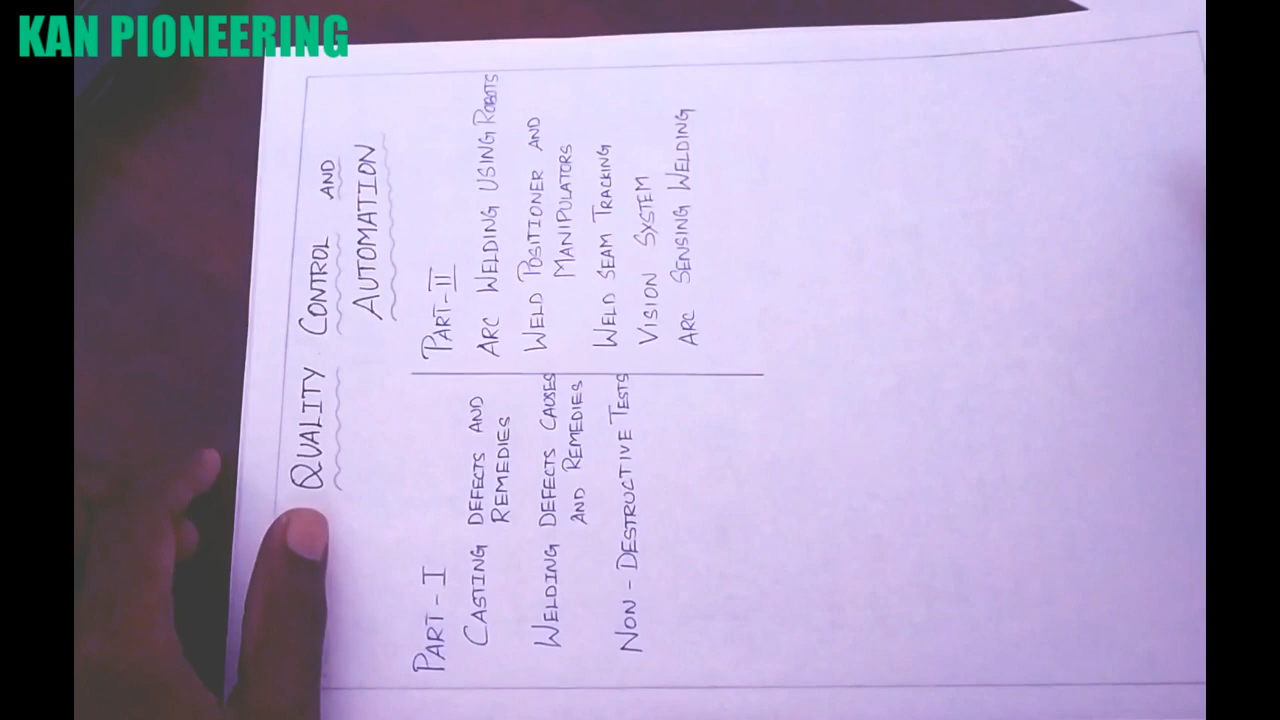 KAN PIONEERING
QUALITY CONTROL AND
AUTOMATION
PART-I
CASTING DEFECTS AND
REMEDIES
WELDING DEFECTS CAUSES
AND REMEDIES
NON-DESTRUCTIVE TESTS
PART-II
ARC WELDING USING ROBOTS
WELD POSITIONER AND
MANIPULATORS
WELD SEAM TRACKING
VISION SYSTEM
ARC SENSING WELDING